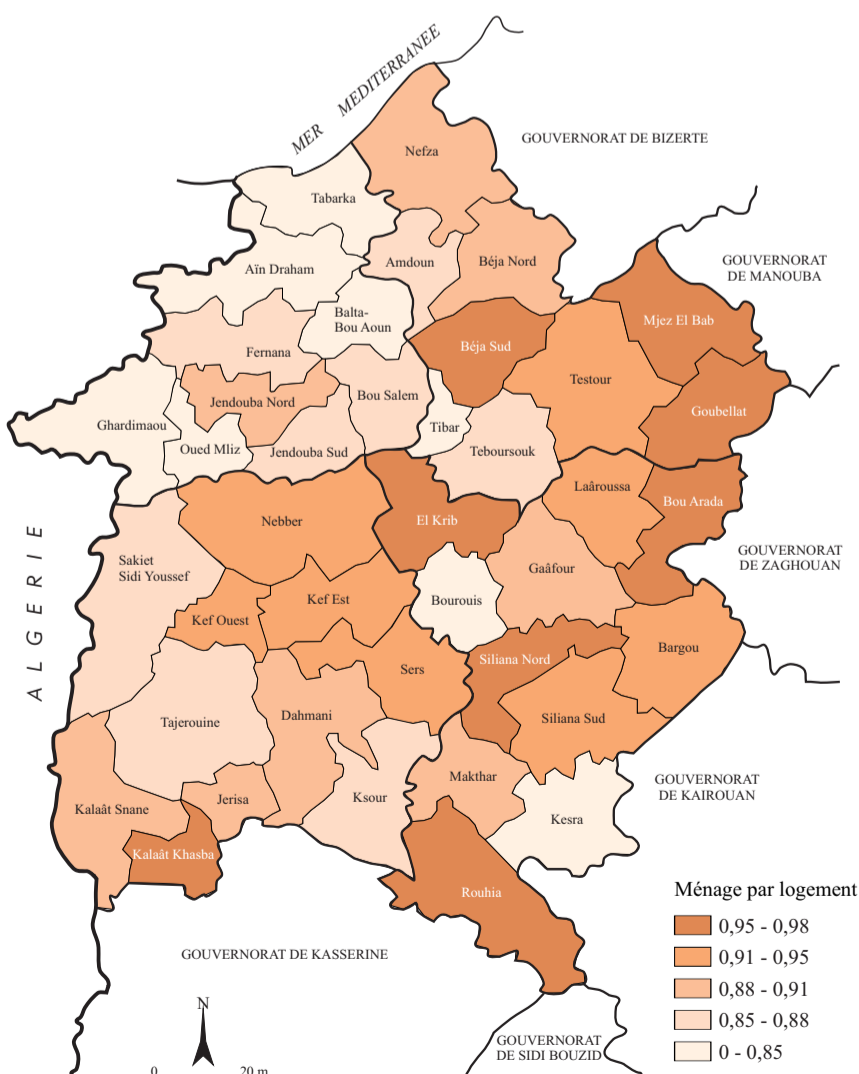 MER MEDITERRANEE
GOUVERNORAT DE BIZERTE
Nefza
Tabarka
Aïn Draham
Amdoun
Béja Nord
GOUVERNORAT
DE MANOUBA
Balta-
Bou Aoun
Mjez El Bab
Béja Sud
Fernana
Testour
Bou Salem
Jendouba Nord
Goubellat
Ghardimaou
Tibar
Oued Mliz
Jendouba Sud
Teboursouk
Laâroussa
Bou Arada
Nebber
El Krib
ALGERIE
Sakiet
Sidi Youssef
Gaâfour
GOUVERNORAT
DE ZAGHOUAN
Kef Est
Bourouis
Kef Ouest
Bargou
Sers
Siliana Nord
Tajerouine
Dahmani
Siliana Sud
Makthar
GOUVERNORAT
DE KAIROUAN
Kalaât Snane
Jerisa
Ksour
Kesra
Kalaât Khasba
Rouhia
Ménage par logement
0,95 - 0,98
0,91 - 0,95
0,88 - 0,91
0,85 - 0,88
0 - 0,85
GOUVERNORAT DE KASSERINE
N
GOUVERNORAT
DE SIDI BOUZID
0 20 m